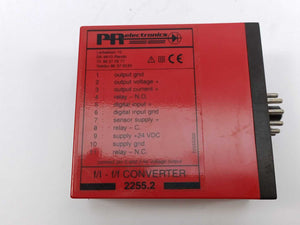 PR electronics
1 output gnd
2 output voltage +
3 output current +
4 relay - N.O.
5 digital input +
6 digital input gnd
7 sensor supply +
8 relay - C.
9 supply +24 VDC
10 supply gnd
11 relay - N.C.
f/I - f/f CONVERTER
2255.2